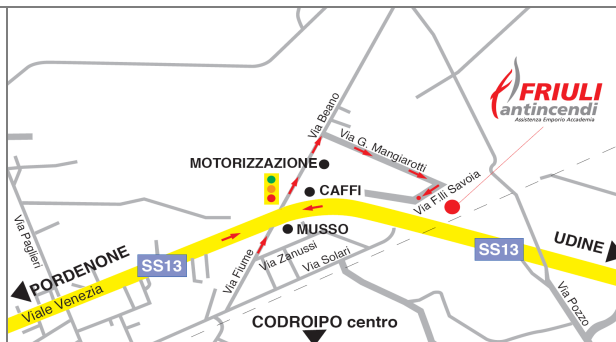 FRIULI
antincendi
Assistenza Emporio Accademia
Via Beano
Via G. Mangiarotti
MOTORIZZAZIONE
CAFFI
Via F.lli Savoia
MUSSO
Via Paglieri
PORDENONE
SS13
Viale Venezia
Via Fiume
Via Zanussi
Via Solari
SS13
UDINE
Via Pozzo
CODROIPO centro